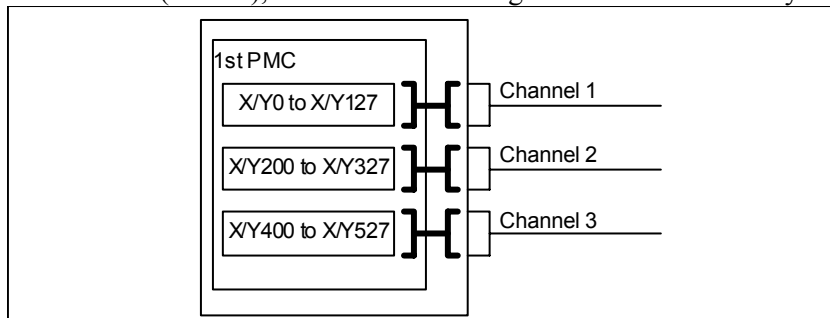 1st PMC
X/Y0 to X/Y127
Channel 1
X/Y200 to X/Y327
Channel 2
X/Y400 to X/Y527
Channel 3